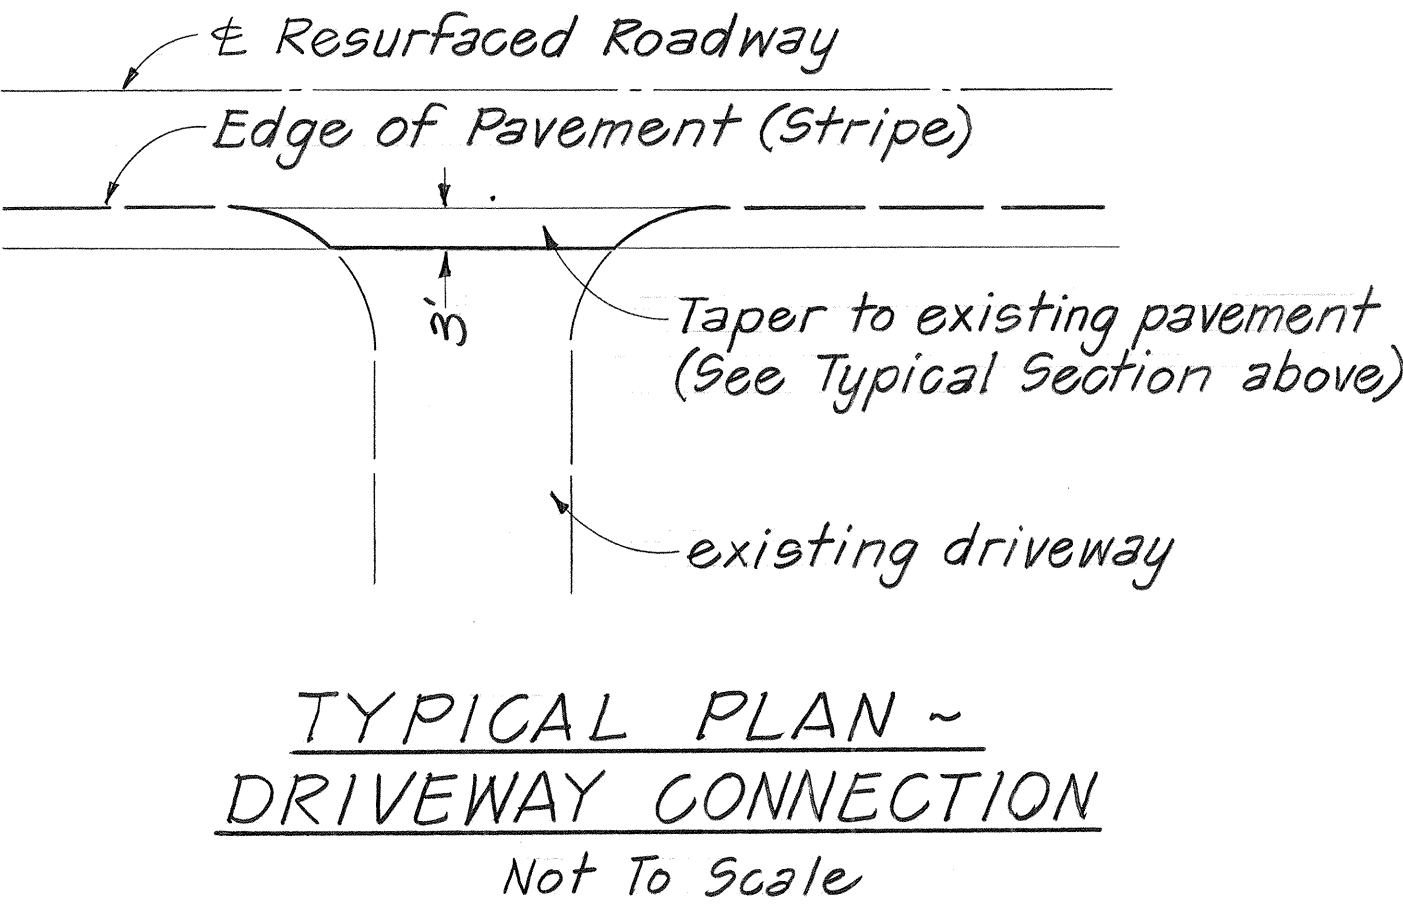 ℄ Resurfaced Roadway
Edge of Pavement (Stripe)
3'
Taper to existing pavement
(See Typical Section above)
existing driveway
TYPICAL PLAN ~
DRIVEWAY CONNECTION
Not To Scale